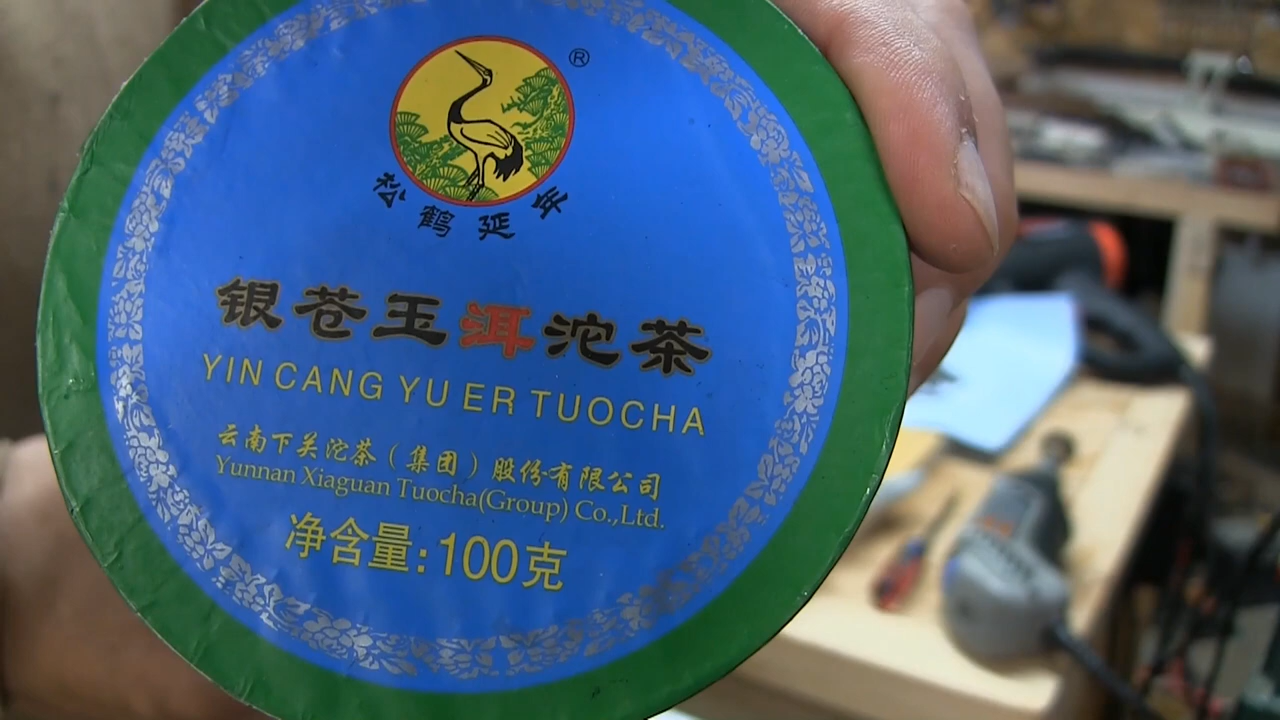 ®
松鹤延年
银苍玉洱沱茶
YIN CANG YU ER TUOCHA
云南下关沱茶（集团）股份有限公司
Yunnan Xiaguan Tuocha(Group) Co.,Ltd.
净含量:100克